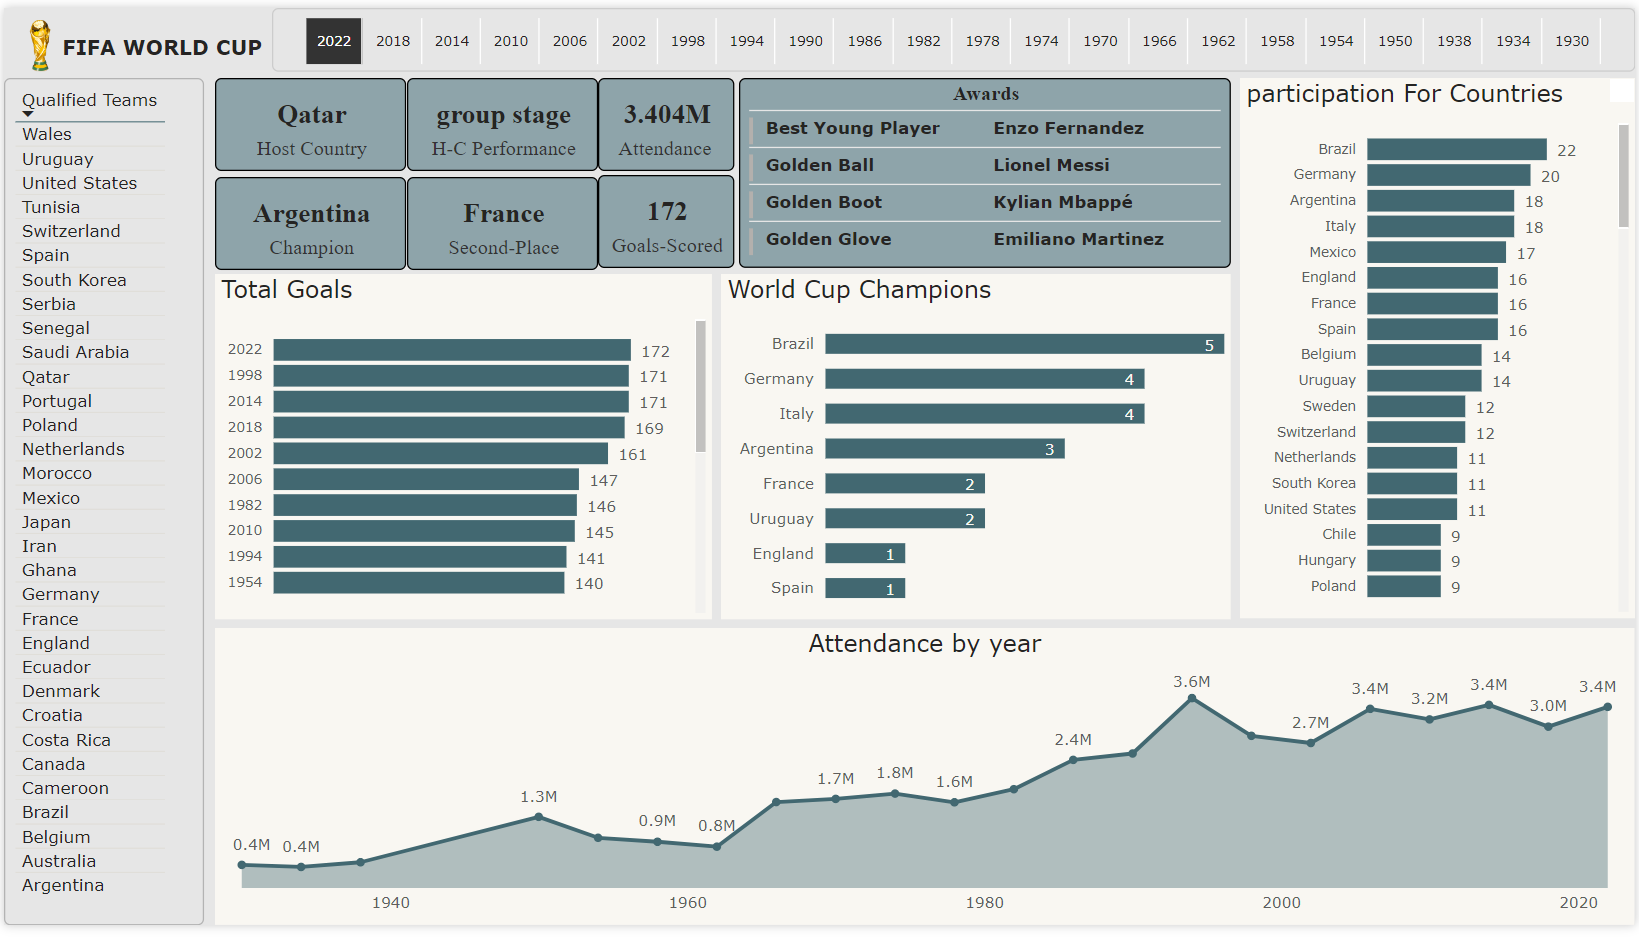 FIFA WORLD CUP
2022 2018 2014 2010 2006 2002 1998 1994 1990 1986 1982 1978 1974 1970 1966 1962 1958 1954 1950 1938 1934 1930
Qualified Teams
Wales
Uruguay
United States
Tunisia
Switzerland
Spain
South Korea
Serbia
Senegal
Saudi Arabia
Qatar
Portugal
Poland
Netherlands
Morocco
Mexico
Japan
Iran
Ghana
Germany
France
England
Ecuador
Denmark
Croatia
Costa Rica
Canada
Cameroon
Brazil
Belgium
Australia
Argentina
Qatar
Host Country
group stage
H-C Performance
3.404M
Attendance
Argentina
Champion
France
Second-Place
172
Goals-Scored
Awards
Best Young Player Enzo Fernandez
Golden Ball Lionel Messi
Golden Boot Kylian Mbappé
Golden Glove Emiliano Martinez
participation For Countries
Brazil 22
Germany 20
Argentina 18
Italy 18
Mexico 17
England 16
France 16
Spain 16
Belgium 14
Uruguay 14
Sweden 12
Switzerland 12
Netherlands 11
South Korea 11
United States 11
Chile 9
Hungary 9
Poland 9
Total Goals
2022 172
1998 171
2014 171
2018 169
2002 161
2006 147
1982 146
2010 145
1994 141
1954 140
World Cup Champions
Brazil 5
Germany 4
Italy 4
Argentina 3
France 2
Uruguay 2
England 1
Spain 1
Attendance by year
0.4M 0.4M 1.3M 0.9M 0.8M 1.7M 1.8M 1.6M 2.4M 3.6M 2.7M 3.4M 3.2M 3.4M 3.0M 3.4M
1940 1960 1980 2000 2020